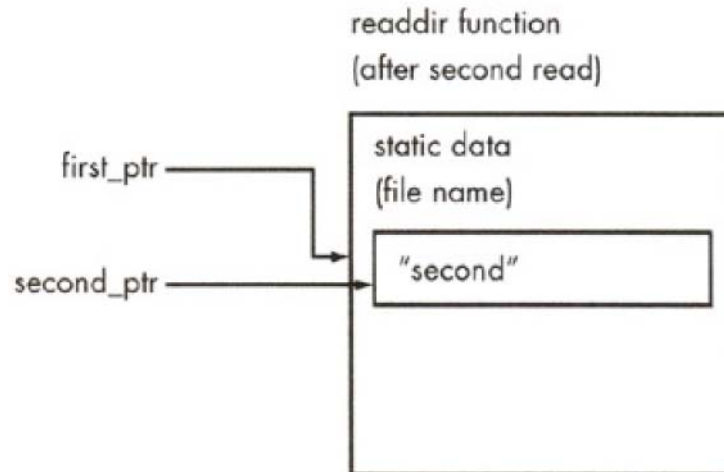 readdir function
(after second read)
static data
(file name)
first_ptr
"second"
second_ptr